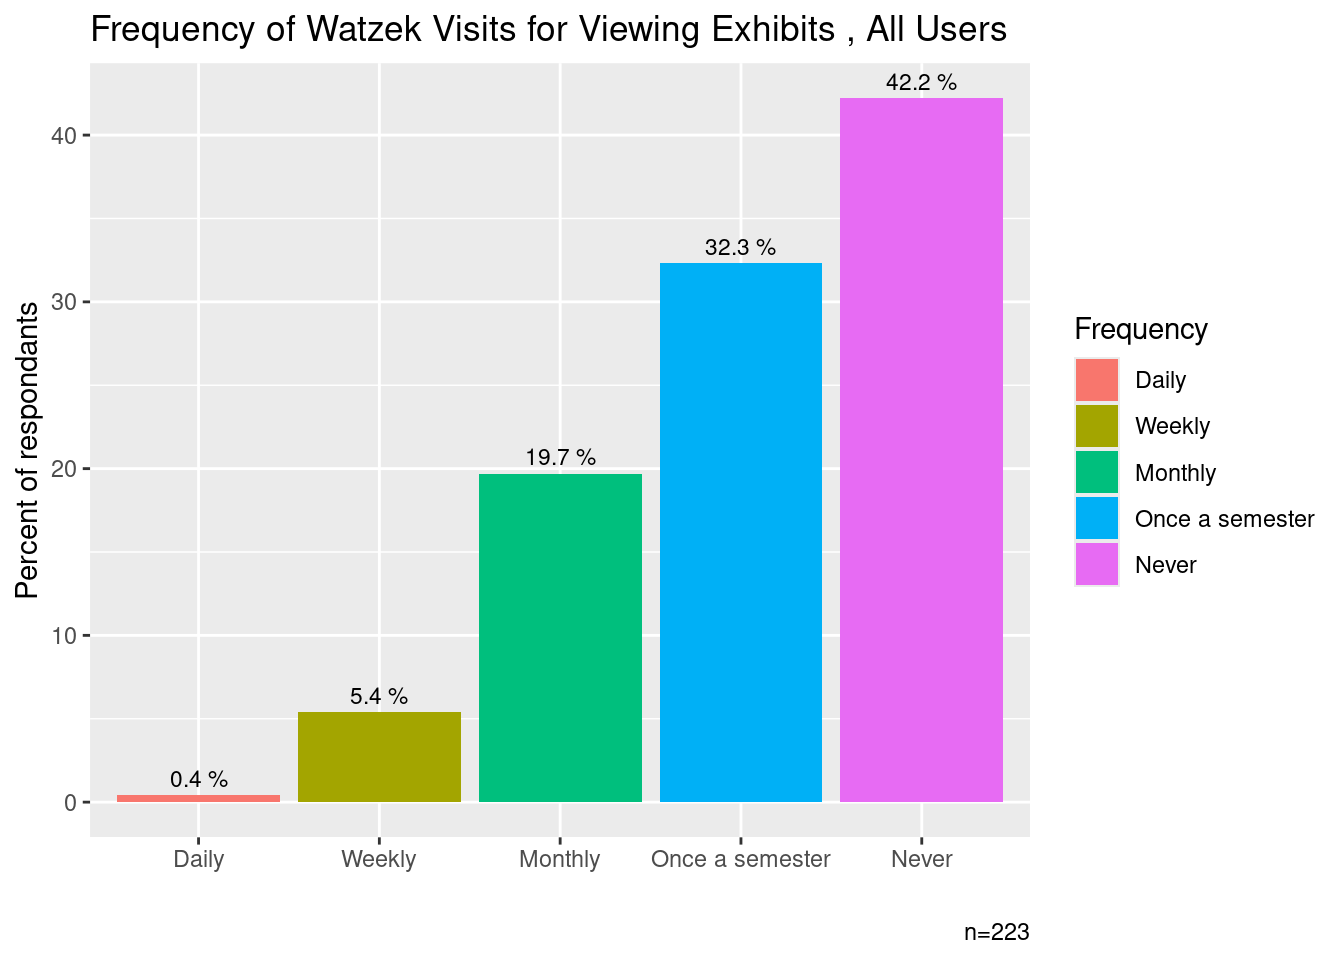 Frequency of Watzek Visits for Viewing Exhibits , All Users
Percent of respondants
40
30
20
10
0
0.4 %
5.4 %
19.7 %
32.3 %
42.2 %
Daily
Weekly
Monthly
Once a semester
Never
Frequency
Daily
Weekly
Monthly
Once a semester
Never
n=223